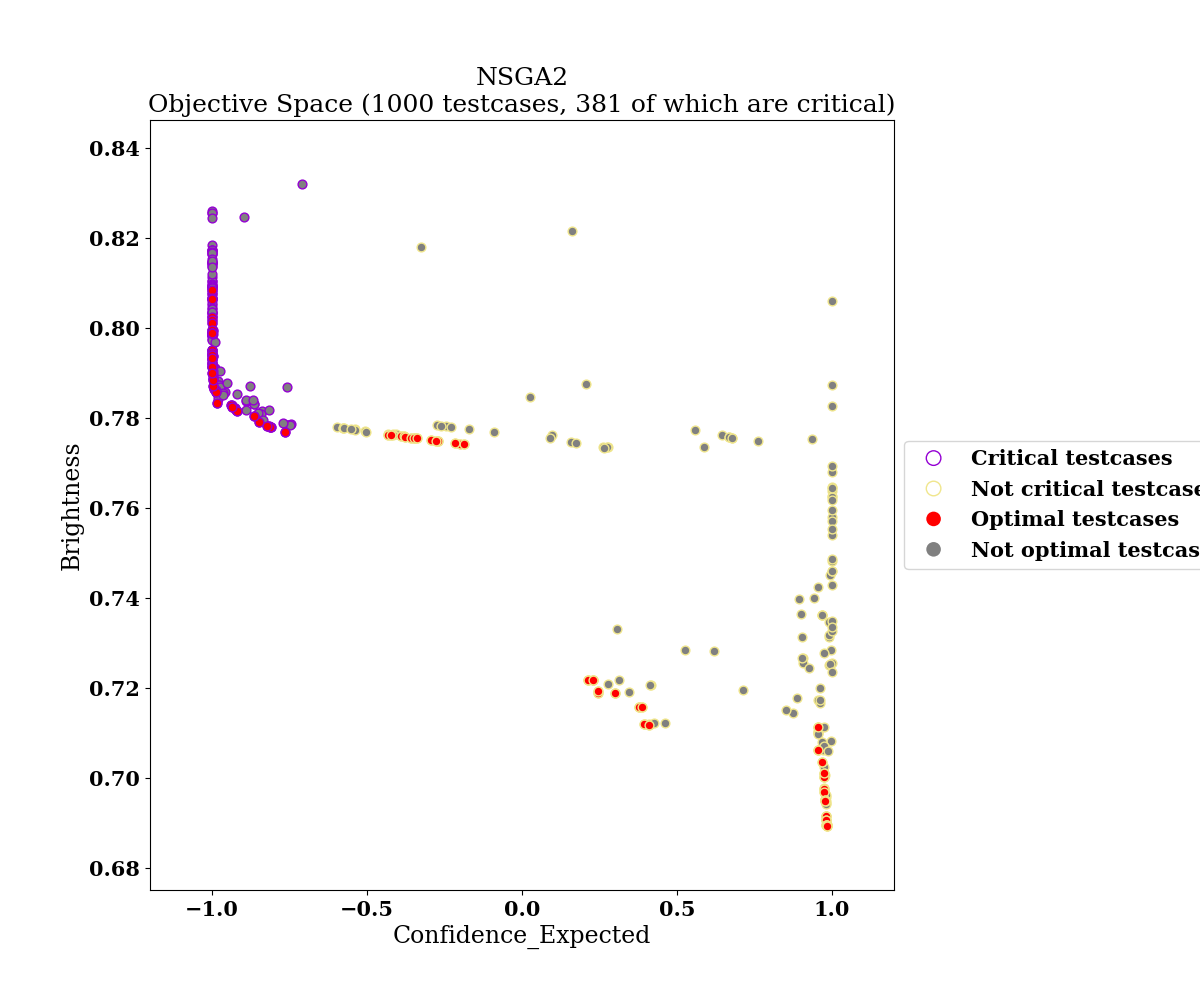 NSGA2
Objective Space (1000 testcases, 381 of which are critical)
0.84
0.82
0.80
0.78
0.76
0.74
0.72
0.70
0.68
Brightness
−1.0
−0.5
0.0
0.5
1.0
Confidence_Expected
Critical testcases
Not critical testcase
Optimal testcases
Not optimal testcas